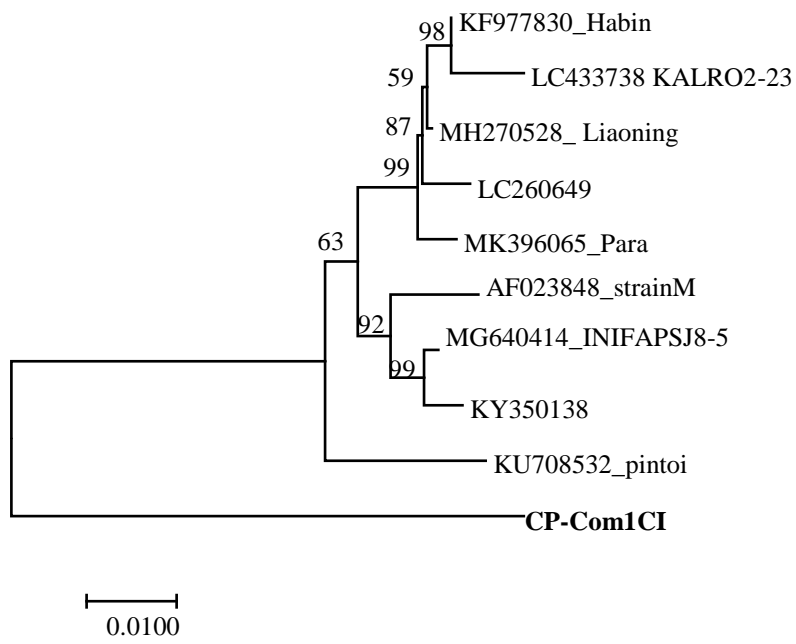 98
KF977830_Habin
59
LC433738 KALRO2-23
87
MH270528_ Liaoning
99
LC260649
MK396065_Para
63
AF023848_strainM
92
MG640414_INIFAPSJ8-5
99
KY350138
KU708532_pintoi
CP-Com1CI
0.0100